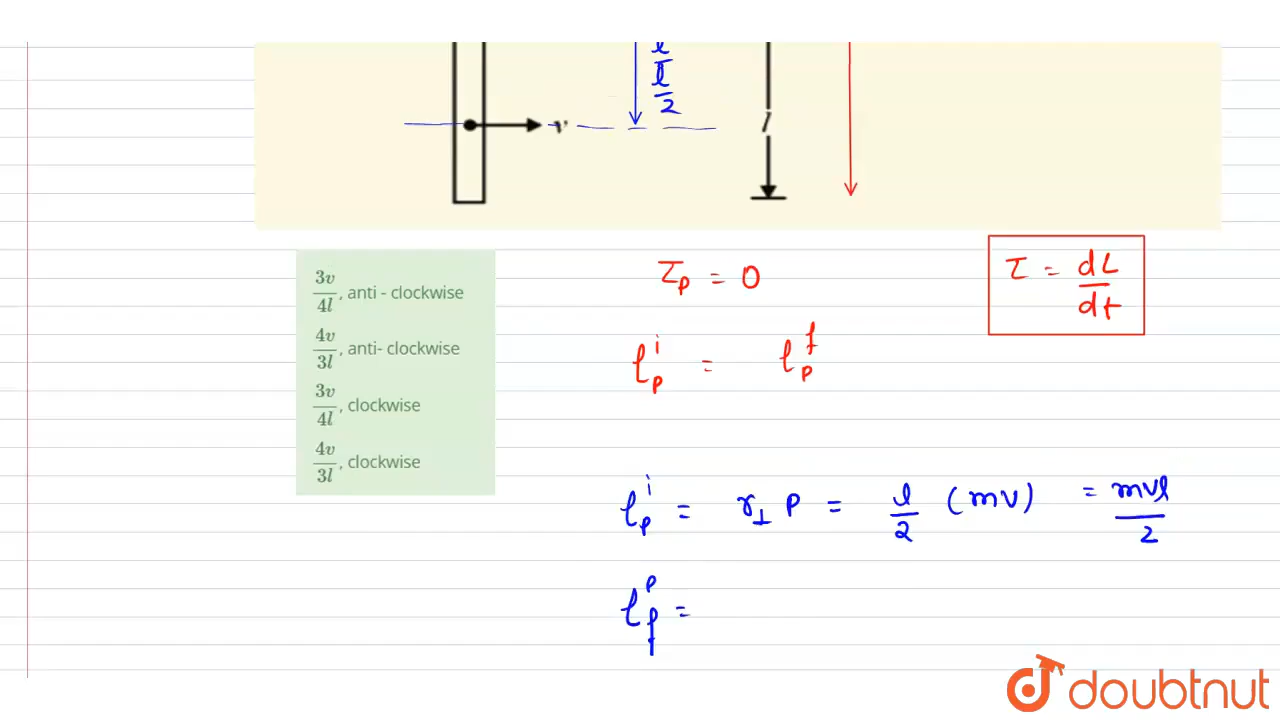 l
l/2
v
l
3v/4l, anti - clockwise
4v/3l, anti- clockwise
3v/4l, clockwise
4v/3l, clockwise
τ_P = 0
τ = dL/dt
l_P^i = l_P^f
l_P^i = r_⊥ P = l/2 (mv) = mvl/2
l_f^P =
doubtnut